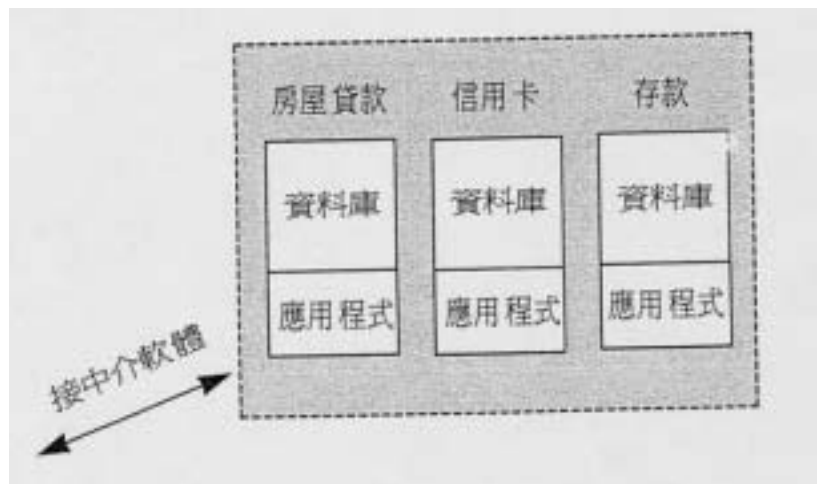 房屋貸款 信用卡 存款
資料庫 資料庫 資料庫
應用程式 應用程式 應用程式
接中介軟體